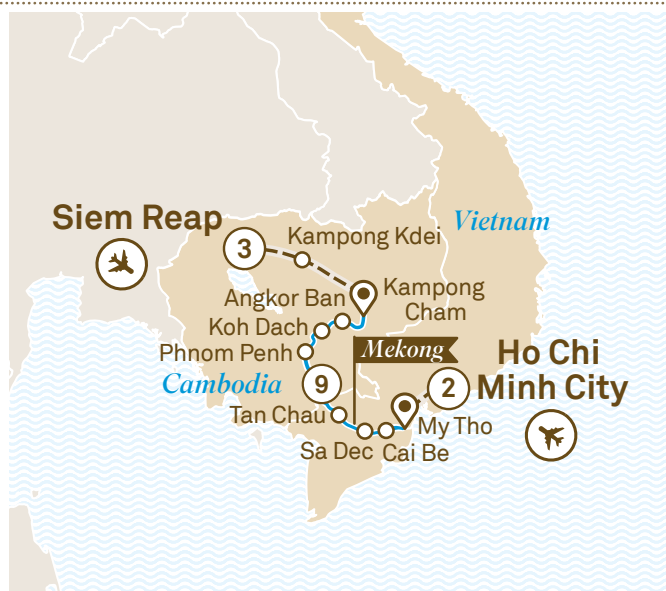 Siem Reap
3
Kampong Kdei
Vietnam
Angkor Ban
Kampong
Cham
Koh Dach
Phnom Penh
Mekong
Ho Chi
Minh City
Cambodia
9
2
Tan Chau
My Tho
Sa Dec
Cai Be